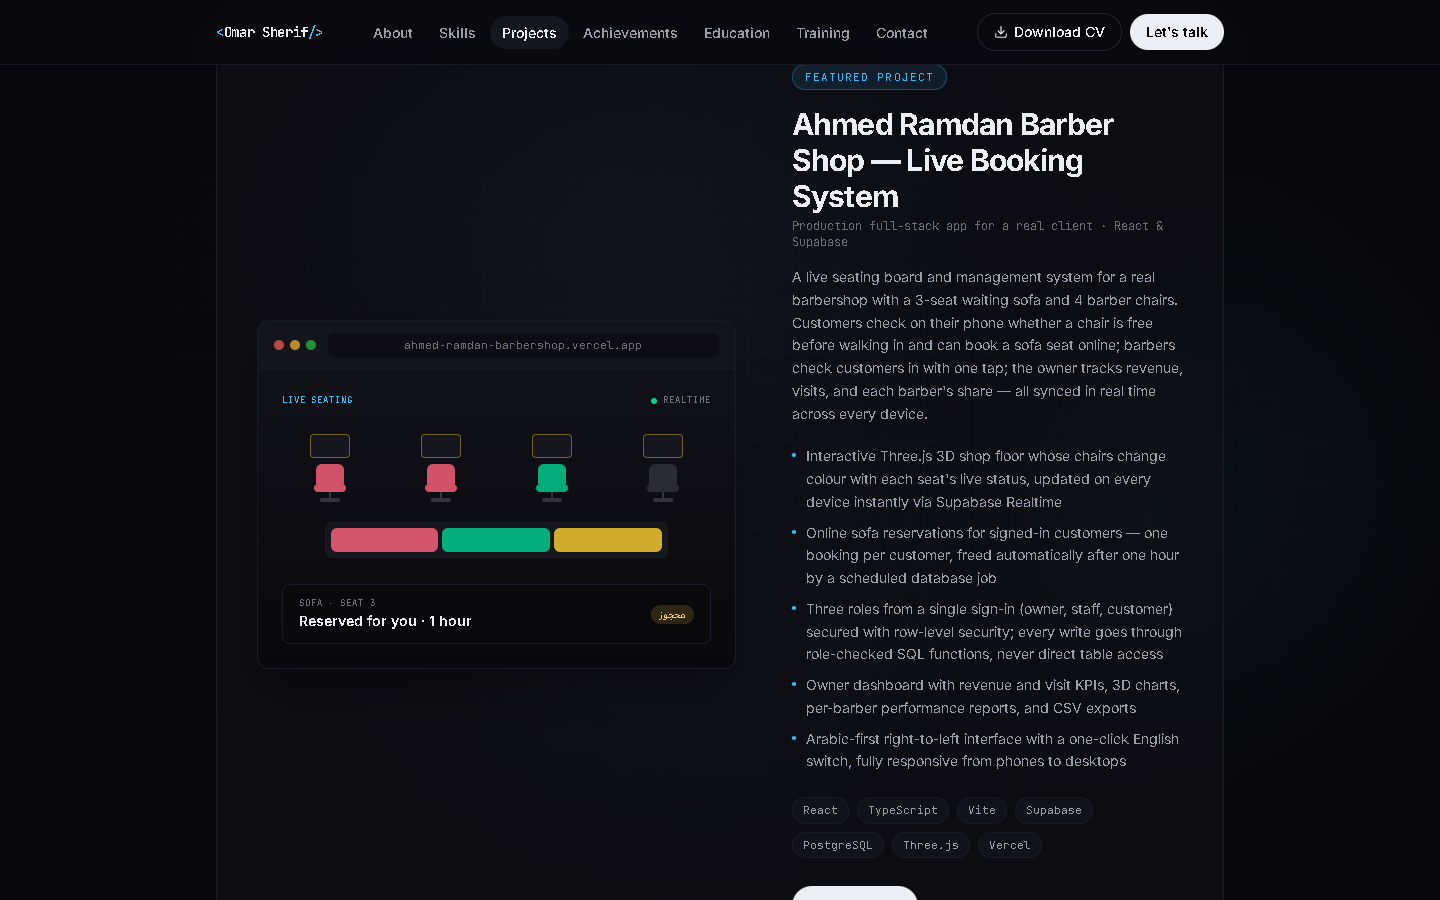 <Omar Sherif/>
About
Skills
Projects
Achievements
Education
Training
Contact
Download CV
Let's talk
FEATURED PROJECT
Ahmed Ramdan Barber
Shop — Live Booking
System
Production full-stack app for a real client · React &
Supabase
A live seating board and management system for a real
barbershop with a 3-seat waiting sofa and 4 barber chairs.
Customers check on their phone whether a chair is free
before walking in and can book a sofa seat online; barbers
check customers in with one tap; the owner tracks revenue,
visits, and each barber's share — all synced in real time
across every device.
Interactive Three.js 3D shop floor whose chairs change
colour with each seat's live status, updated on every
device instantly via Supabase Realtime
Online sofa reservations for signed-in customers — one
booking per customer, freed automatically after one hour
by a scheduled database job
Three roles from a single sign-in (owner, staff, customer)
secured with row-level security; every write goes through
role-checked SQL functions, never direct table access
Owner dashboard with revenue and visit KPIs, 3D charts,
per-barber performance reports, and CSV exports
Arabic-first right-to-left interface with a one-click English
switch, fully responsive from phones to desktops
React
TypeScript
Vite
Supabase
PostgreSQL
Three.js
Vercel
ahmed-ramdan-barbershop.vercel.app
LIVE SEATING
REALTIME
SOFA · SEAT 3
Reserved for you · 1 hour
محجوز